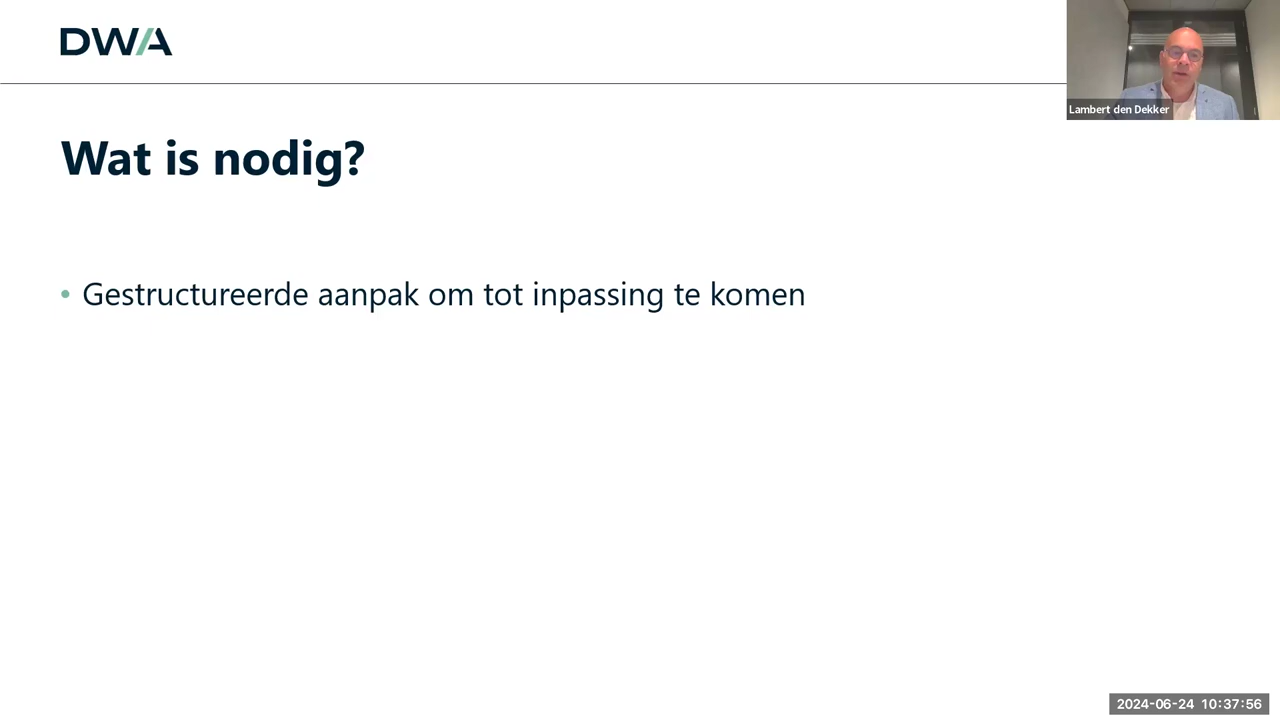 DWA
Lambert den Dekker
Wat is nodig?
• Gestructureerde aanpak om tot inpassing te komen
2024-06-24 10:37:56